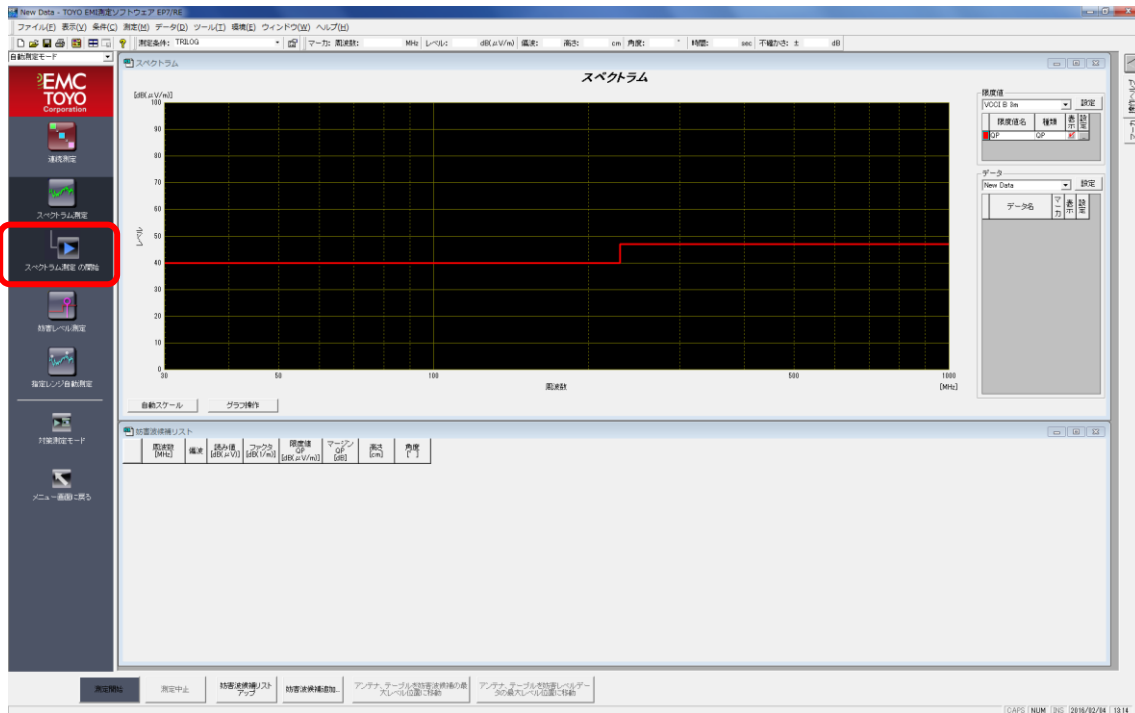 New Data - TOYO EMI測定ソフトウェア EP7/RE
ファイル(F) 表示(V) 条件(C) 測定(M) データ(D) ツール(T) 環境(E) ウィンドウ(W) ヘルプ(H)
測定条件: TRILOG マーカ: 周波数: MHz レベル: dB(μV/m) 偏波: 高さ: cm 角度: ° 時間: sec 不確かさ: ± dB
自動測定モード
EMC
TOYO
Corporation
連続測定
スペクトラム測定
スペクトラム測定 の開始
妨害レベル測定
指定レンジ自動測定
対策測定モード
メニュー画面に戻る
スペクトラム
スペクトラム
[dB(μV/m)]
100
90
80
70
60
50
40
30
20
10
0
レベル
30 50 100 500 1000
周波数
[MHz]
自動スケール グラフ操作
限度値
VCCI B 3m 設定
限度値名 種類 表示 設定
QP QP
データ
New Data 設定
データ名 マーカ 表示 設定
妨害波候補リスト
周波数 [MHz] 偏波 読み値 [dB(μV)] ファクタ [dB(1/m)] 限度値 QP [dB(μV/m)] マージン QP [dB] 高さ [cm] 角度 [°]
測定開始 測定中止 妨害波候補リストアップ 妨害波候補追加... アンテナ、テーブルを妨害波候補の最大レベル位置に移動 アンテナ、テーブルを妨害レベルデータの最大レベル位置に移動
CAPS NUM INS 2016/02/04 13:14